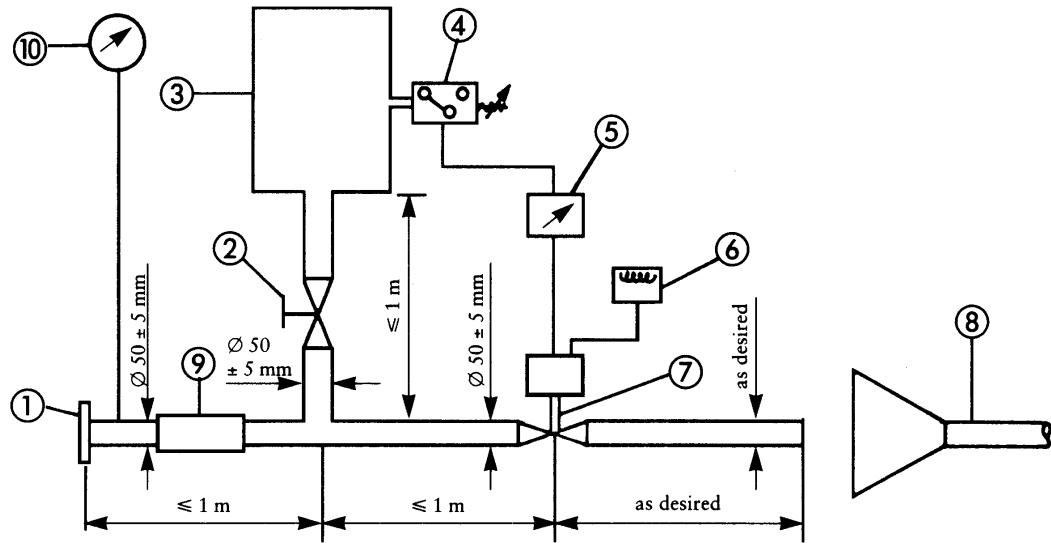 4
10
3
5
2
6
≤ 1 m
Ø 50 ± 5 mm
Ø 50
± 5 mm
Ø 50 ± 5 mm
as desired
8
9
7
1
≤ 1 m
≤ 1 m
as desired